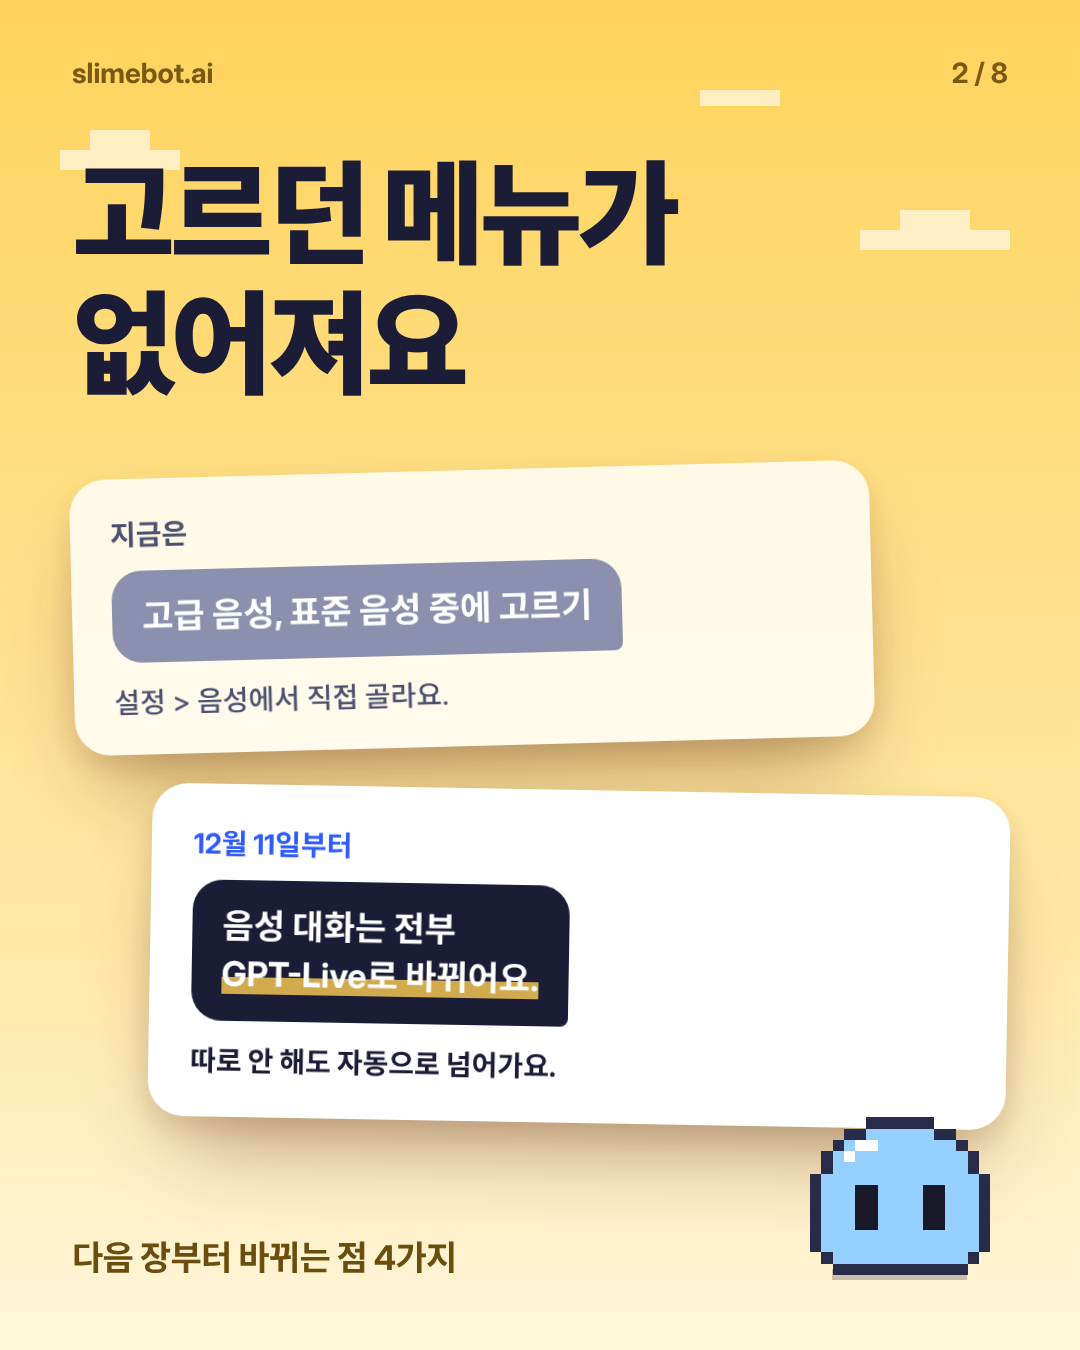 slimebot.ai
2 / 8
고르던 메뉴가
없어져요
지금은
고급 음성, 표준 음성 중에 고르기
설정 > 음성에서 직접 골라요.
12월 11일부터
음성 대화는 전부
GPT-Live로 바뀌어요.
따로 안 해도 자동으로 넘어가요.
다음 장부터 바뀌는 점 4가지